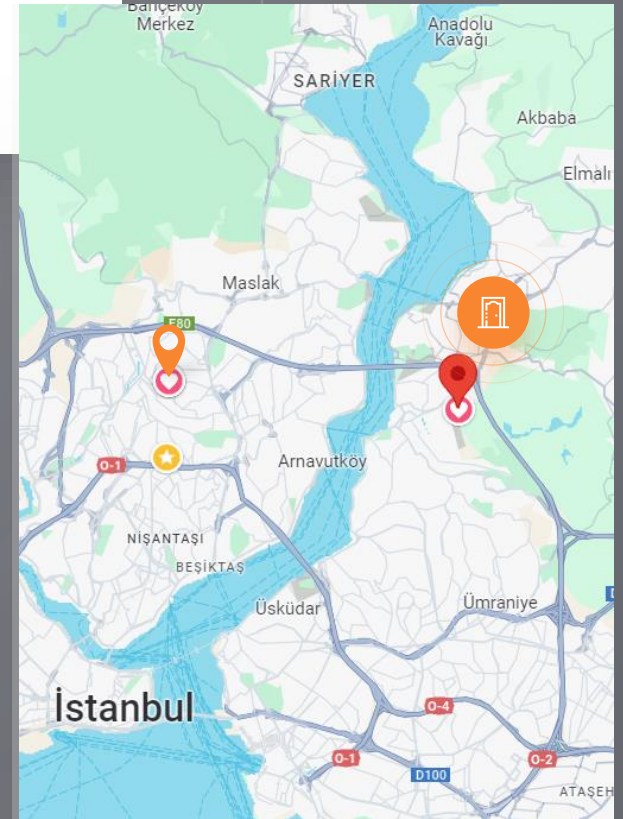 Bahçeköy
Merkez
Anadolu
Kavağı
SARIYER
Akbaba
Elmalı
Maslak
E80
O-1
Arnavutköy
NİŞANTAŞI
BEŞİKTAŞ
Üsküdar
Ümraniye
İstanbul
O-4
O-1
O-2
D100
ATAŞEH